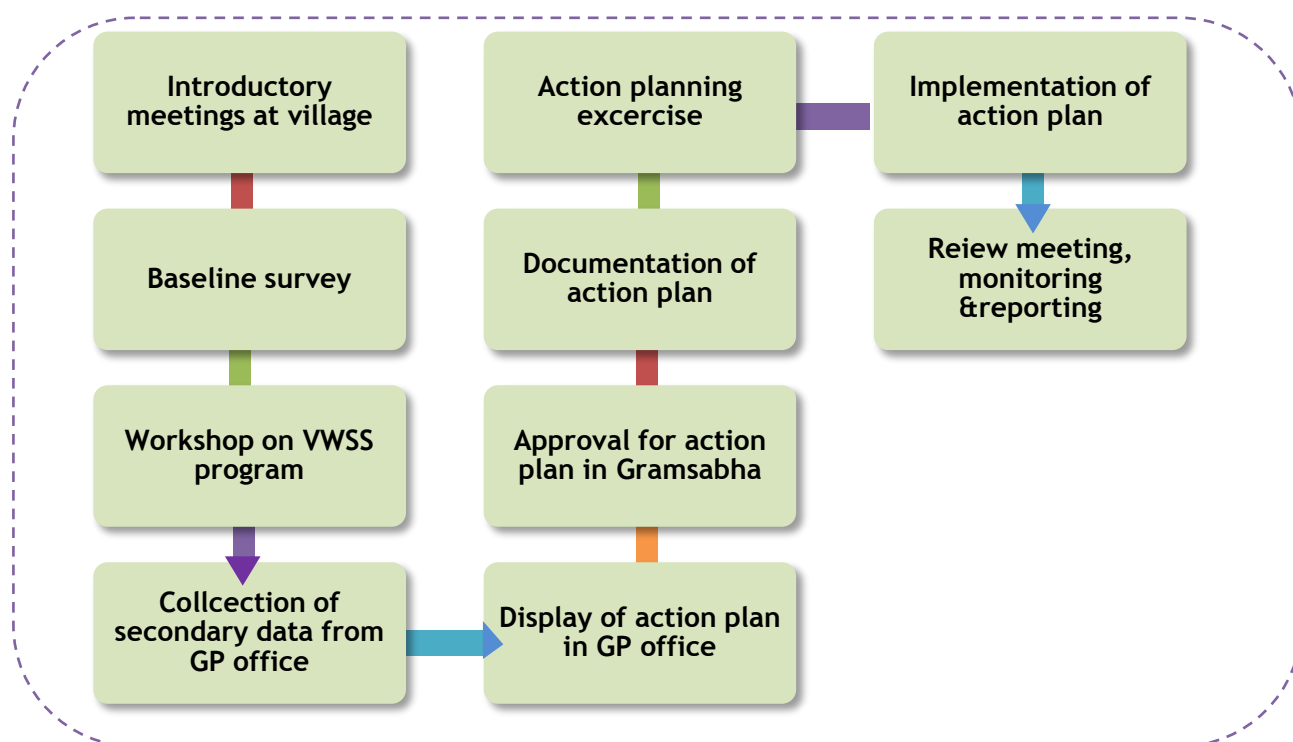 Introductory
meetings at village
Baseline survey
Workshop on VWSS
program
Collcection of
secondary data from
GP office
Display of action plan
in GP office
Approval for action
plan in Gramsabha
Documentation of
action plan
Action planning
excercise
Implementation of
action plan
Reiew meeting,
monitoring
&reporting